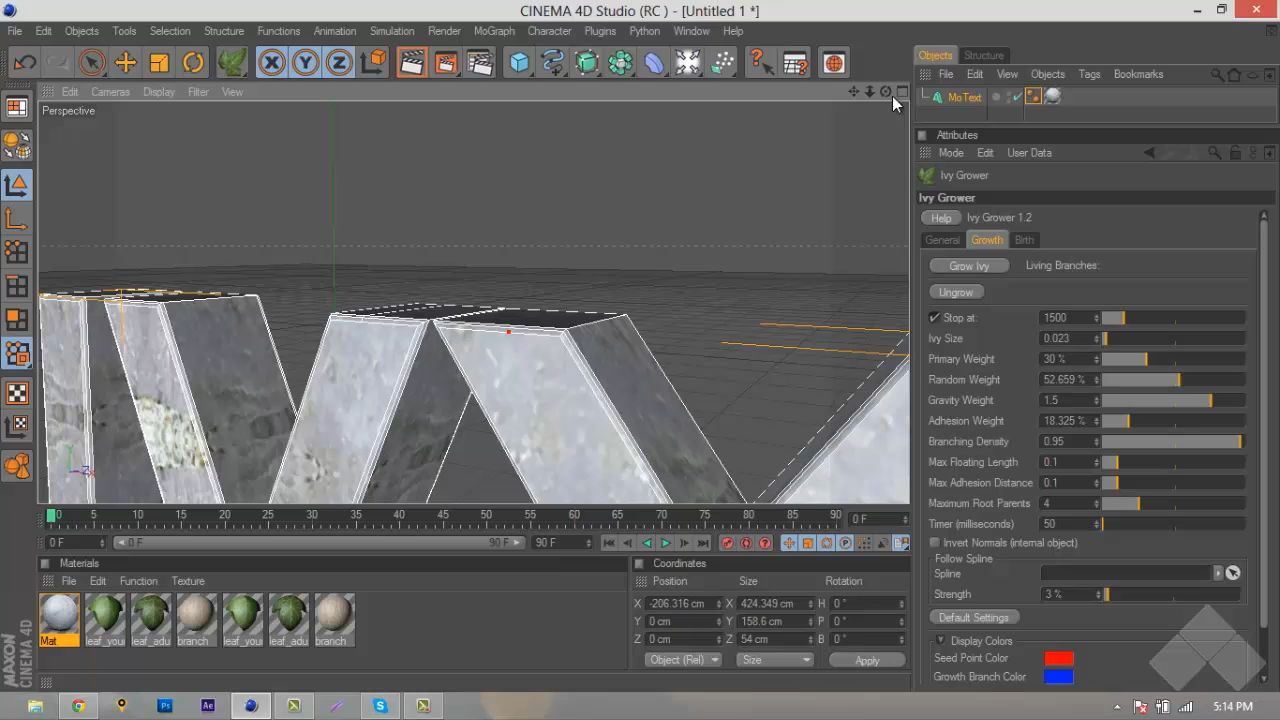 CINEMA 4D Studio (RC ) - [Untitled 1 *]
File Edit Objects Tools Selection Structure Functions Animation Simulation Render MoGraph Character Plugins Python Window Help
Objects Structure
File Edit View Objects Tags Bookmarks
MoText
Edit Cameras Display Filter View
Perspective
Attributes
Mode Edit User Data
Ivy Grower
Ivy Grower
Help Ivy Grower 1.2
General Growth Birth
Grow Ivy Living Branches:
Ungrow
Stop at: 1500
Ivy Size 0.023
Primary Weight 30 %
Random Weight 52.659 %
Gravity Weight 1.5
Adhesion Weight 18.325 %
Branching Density 0.95
Max Floating Length 0.1
Max Adhesion Distance 0.1
Maximum Root Parents 4
Timer (milliseconds) 50
Invert Normals (internal object)
Follow Spline
Spline
Strength 3 %
Default Settings
Display Colors
Seed Point Color
Growth Branch Color
X Y Z
Z
0 5 10 15 20 25 30 35 40 45 50 55 60 65 70 75 80 85 90 0 F
0 F 0 F 90 F 90 F
Materials
File Edit Function Texture
Mat leaf_you leaf_adu branch leaf_you leaf_adu branch
Coordinates
Position Size Rotation
X -206.316 cm X 424.349 cm H 0 °
Y 0 cm Y 158.6 cm P 0 °
Z 0 cm Z 54 cm B 0 °
Object (Rel) Size Apply
MAXON
CINEMA 4D
Ps Ae
5:14 PM